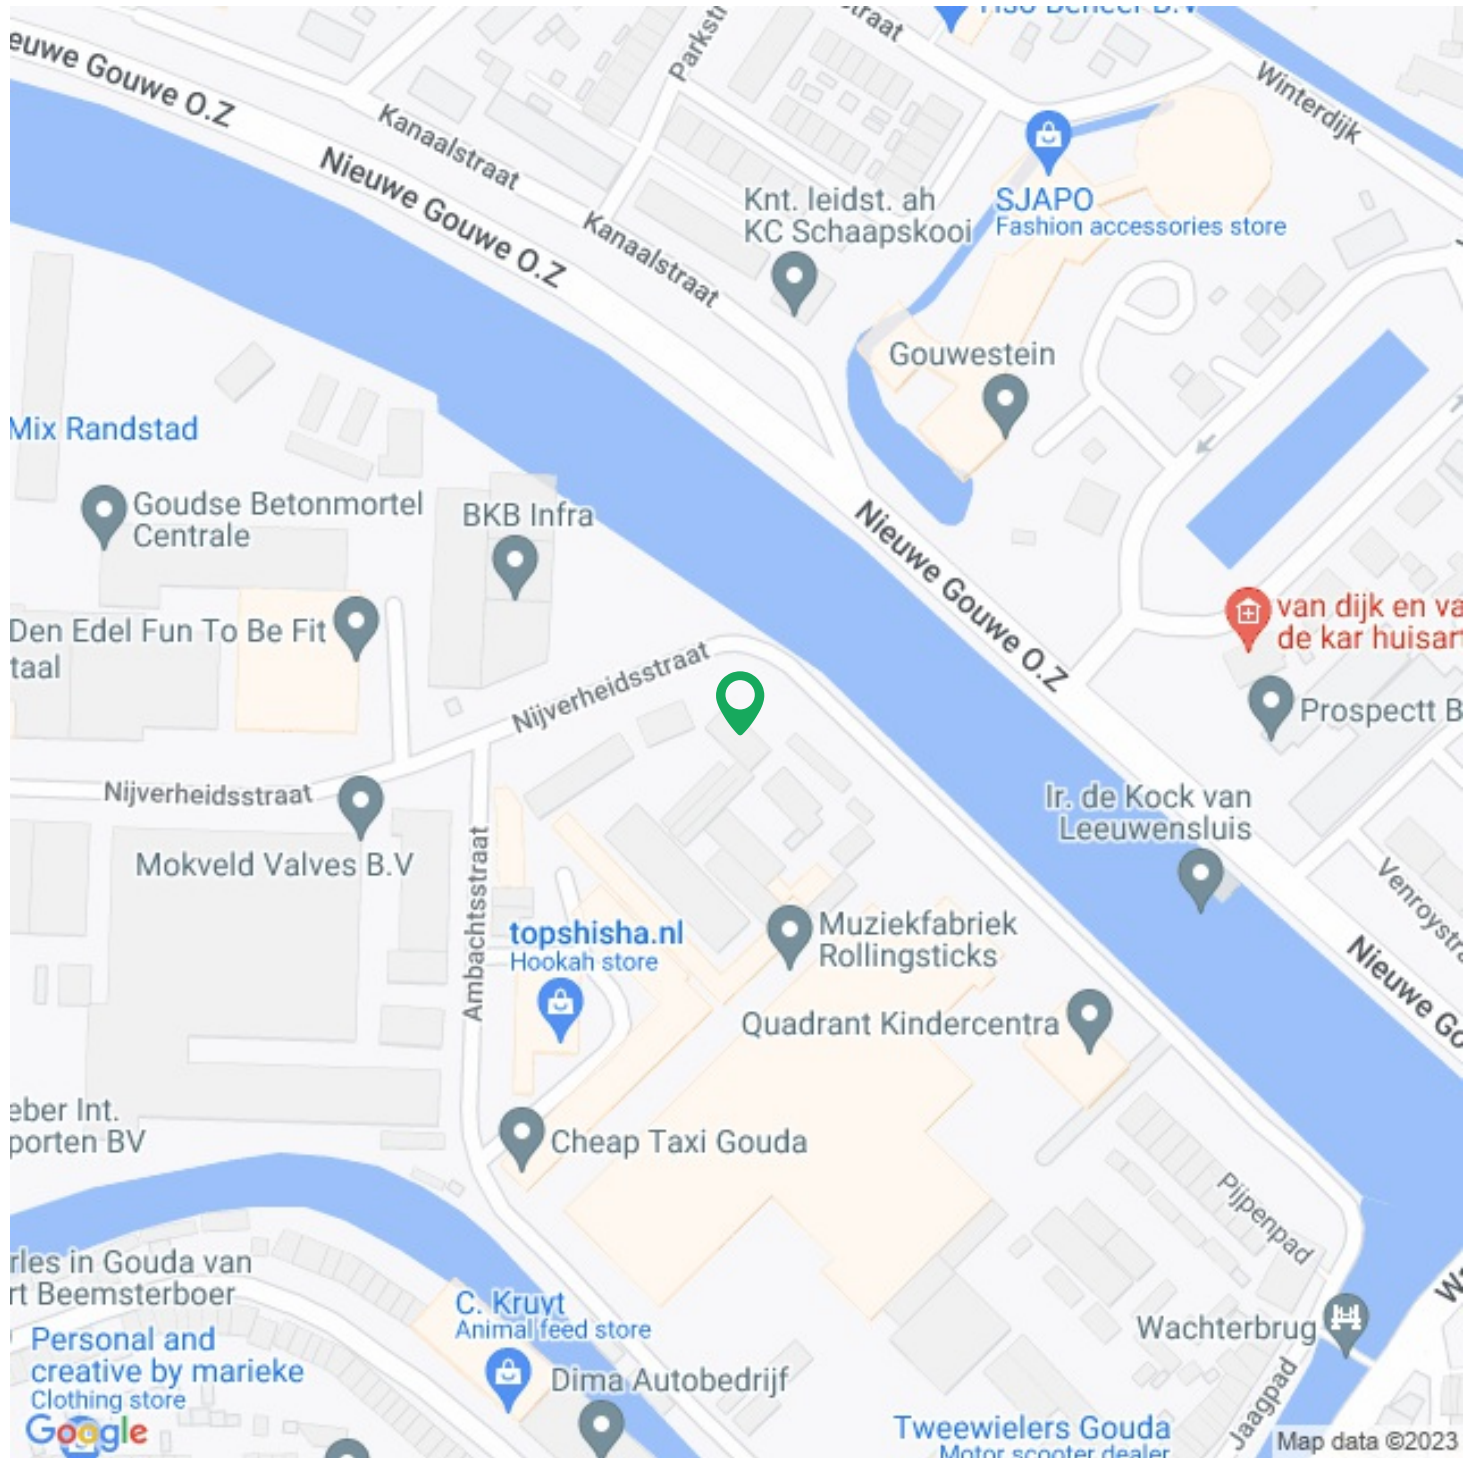 Parkstr
straat
Winterdijk
euwe Gouwe O.Z
Kanaalstraat
Nieuwe Gouwe O.Z
Kanaalstraat
Knt. leidst. ah
KC Schaapskooi
SJAPO
Fashion accessories store
Gouwestein
Mix Randstad
Goudse Betonmortel
Centrale
BKB Infra
Nieuwe Gouwe O.Z
Den Edel Fun To Be Fit
taal
van dijk en va
de kar huisart
Nijverheidsstraat
Prospectt B
Nijverheidsstraat
Ir. de Kock van
Leeuwensluis
Mokveld Valves B.V
Ambachtsstraat
Venroystra
topshisha.nl
Hookah store
Muziekfabriek
Rollingsticks
Nieuwe Go
Quadrant Kindercentra
eber Int.
porten BV
Cheap Taxi Gouda
Pijpenpad
rles in Gouda van
rt Beemsterboer
C. Kruyt
Animal feed store
Wachterbrug
Personal and
creative by marieke
Clothing store
Dima Autobedrijf
Jaagpad
Tweewielers Gouda
Motor scooter dealer
Google
Map data ©2023